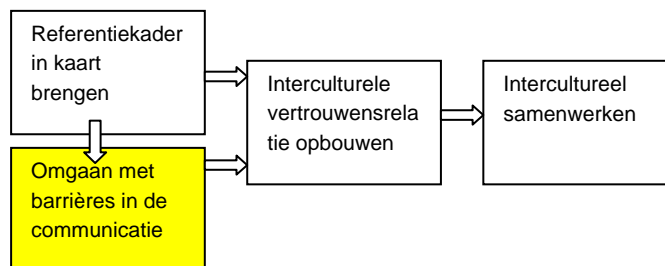 Referentiekader
in kaart
brengen
Interculturele
vertrouwensrela
tie opbouwen
Intercultureel
samenwerken
Omgaan met
barrières in de
communicatie